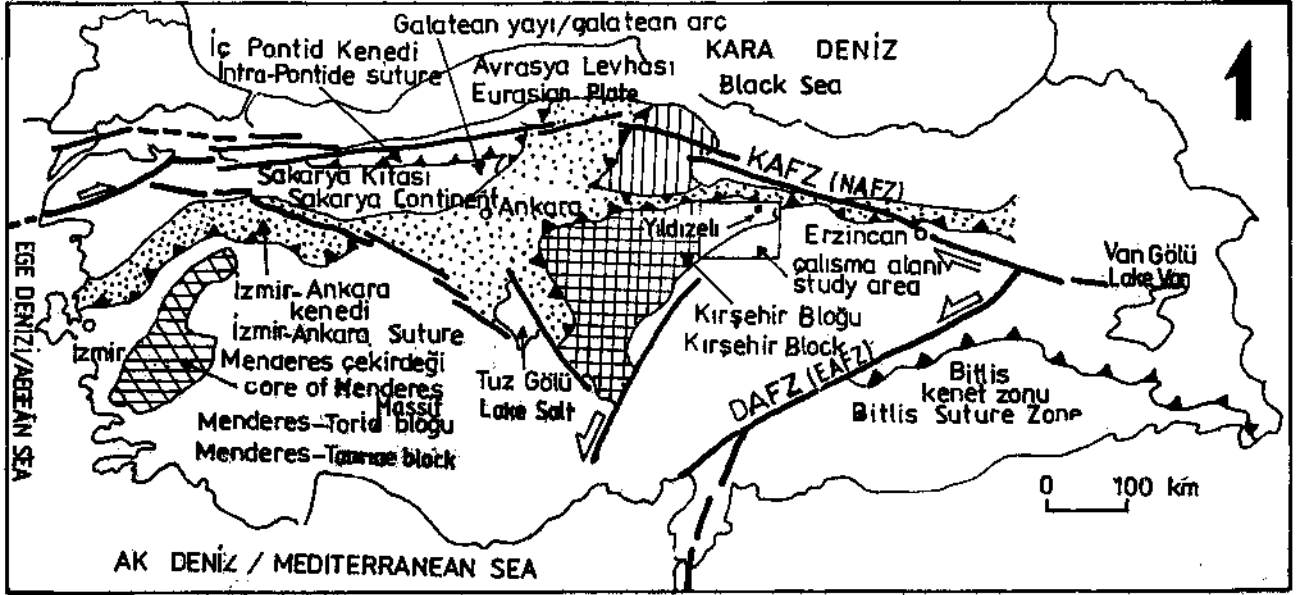 Galatean yayı/galatean arc
İç Pontid Kenedi
Intra-Pontide suture
KARA DENİZ
Black Sea
Avrasya Levhası
Eurasian Plate
KAFZ (NAFZ)
Sakarya Kıtası
Sakarya Continent
Ankara
Yıldızeli
Erzincan
çalısma alanı
study area
Van Gölü
Lake Van
EGE DENİZİ/AEGEAN SEA
İzmir
İzmir-Ankara
kenedi
İzmir-Ankara Suture
Menderes çekirdeği
core of Menderes
Massif
Menderes-Torid bloğu
Menderes-Tauride block
Tuz Gölü
Lake Salt
Kırşehir Bloğu
Kırşehir Block
DAFZ (EAFZ)
Bitlis
kenet zonu
Bitlis Suture Zone
0 100 km
AK DENİZ / MEDITERRANEAN SEA